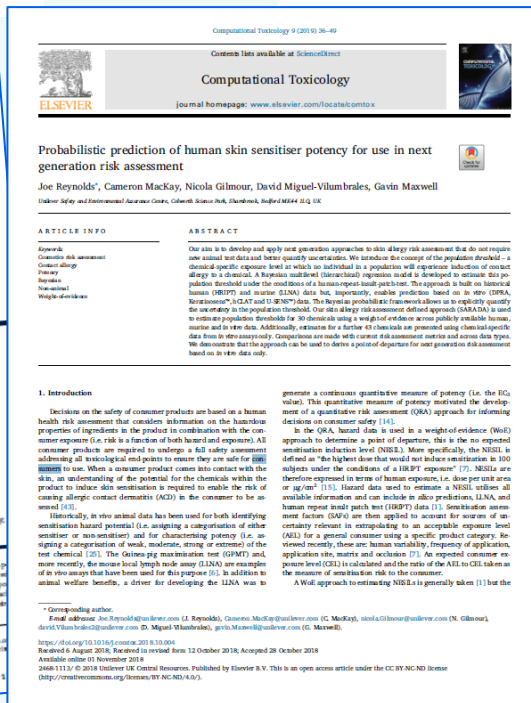 Computational Toxicology 9 (2019) 36–49
Contents lists available at ScienceDirect
Computational Toxicology
journal homepage: www.elsevier.com/locate/comtox
ELSEVIER
Probabilistic prediction of human skin sensitiser potency for use in next
generation risk assessment
Check for
updates
Joe Reynolds*, Cameron MacKay, Nicola Gilmour, David Miguel-Vilumbrales, Gavin Maxwell
Unilever Safety and Environmental Assurance Centre, Colworth Science Park, Sharnbrook, Bedford MK44 1LQ, UK
ARTICLE INFO
Keywords:
Cosmetics risk assessment
Contact allergy
Potency
Bayesian
Non-animal
Weight-of-evidence
ABSTRACT
Our aim is to develop and apply next generation approaches to skin allergy risk assessment that do not require
new animal test data and better quantify uncertainties. We introduce the concept of the population threshold – a
chemical-specific exposure level at which no individual in a population will experience induction of contact
allergy to a chemical. A Bayesian multilevel (hierarchical) regression model is developed to estimate this po-
pulation threshold under the conditions of a human-repeat-insult-patch-test. The approach is built on historical
human (HRIPT) and murine (LLNA) data but, importantly, enables prediction based on in vitro (DPRA,
Keratinosens™, hCLAT and U-SENS™) data. The Bayesian probabilistic framework allows us to explicitly quantify
the uncertainty in the population threshold. Our skin allergy risk assessment defined approach (SARADA) is used
to estimate population thresholds for 30 chemicals using a weight-of-evidence across publicly available human,
murine and in vitro data. Additionally, estimates for a further 43 chemicals are presented using chemical-specific
data from in vitro assays only. Comparisons are made with current risk assessment metrics and across data types.
We demonstrate that the approach can be used to derive a point-of-departure for next generation risk assessment
based on in vitro data only.
1. Introduction
Decisions on the safety of consumer products are based on a human
health risk assessment that considers information on the hazardous
properties of ingredients in the product in combination with the con-
sumer exposure (i.e. risk is a function of both hazard and exposure). All
consumer products are required to undergo a full safety assessment
addressing all toxicological end points to ensure they are safe for con-
sumers to use. When a consumer product comes into contact with the
skin, an understanding of the potential for the chemicals within the
product to induce skin sensitisation is required to enable the risk of
causing allergic contact dermatitis (ACD) in the consumer to be as-
sessed [43].
Historically, in vivo animal data has been used for both identifying
sensitisation hazard potential (i.e. assigning a categorisation of either
sensitiser or non-sensitiser) and for characterising potency (i.e. as-
signing a categorisation of weak, moderate, strong or extreme) of the
test chemical [25]. The Guinea-pig maximisation test (GPMT) and,
more recently, the mouse local lymph node assay (LLNA) are examples
of in vivo assays that have been used for this purpose [6]. In addition to
animal welfare benefits, a driver for developing the LLNA was to
generate a continuous quantitative measure of potency (i.e. the EC3
value). This quantitative measure of potency motivated the develop-
ment of a quantitative risk assessment (QRA) approach for informing
decisions on consumer safety [14].
In the QRA, hazard data is used in a weight-of-evidence (WoE)
approach to determine a point of departure, this is the no expected
sensitisation induction level (NESIL). More specifically, the NESIL is
defined as "the highest dose that would not induce sensitization in 100
subjects under the conditions of a HRIPT exposure" [7]. NESILs are
therefore expressed in terms of human exposure, i.e. dose per unit area
or μg/cm² [15]. Hazard data used to estimate a NESIL utilises all
available information and can include in silico predictions, LLNA, and
human repeat insult patch test (HRIPT) data [1]. Sensitisation assess-
ment factors (SAFs) are then applied to account for sources of un-
certainty relevant in extrapolating to an acceptable exposure level
(AEL) for a general consumer using a specific product category. Re-
viewed recently, these are: human variability, frequency of application,
application site, matrix and occlusion [7]. An expected consumer ex-
posure level (CEL) is calculated and the ratio of the AEL to CEL taken as
the measure of sensitisation risk to the consumer.
A WoE approach to estimating NESILs is generally taken [1] but the
* Corresponding author.
E-mail addresses: Joe.Reynolds@unilever.com (J. Reynolds), Cameron.MacKay@unilever.com (C. MacKay), nicola.Gilmour@unilever.com (N. Gilmour),
david.Vilumbrales2@unilever.com (D. Miguel-Vilumbrales), gavin.Maxwell@unilever.com (G. Maxwell).
https://doi.org/10.1016/j.comtox.2018.10.004
Received 6 August 2018; Received in revised form 12 October 2018; Accepted 28 October 2018
Available online 01 November 2018
2468-1113/ © 2018 Unilever UK Central Resources. Published by Elsevier B.V. This is an open access article under the CC BY-NC-ND license
(http://creativecommons.org/licenses/BY-NC-ND/4.0/).